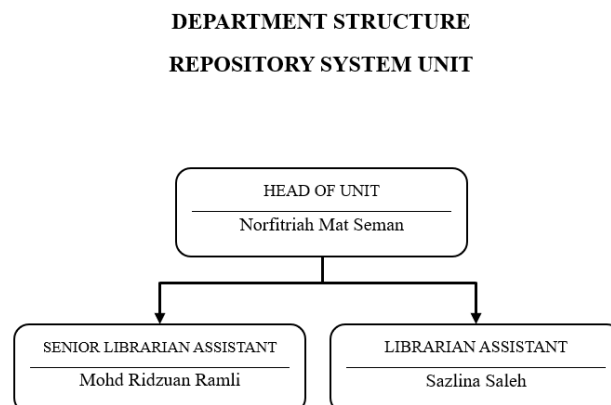 DEPARTMENT STRUCTURE
REPOSITORY SYSTEM UNIT
HEAD OF UNIT
Norfitriah Mat Seman
SENIOR LIBRARIAN ASSISTANT
Mohd Ridzuan Ramli
LIBRARIAN ASSISTANT
Sazlina Saleh